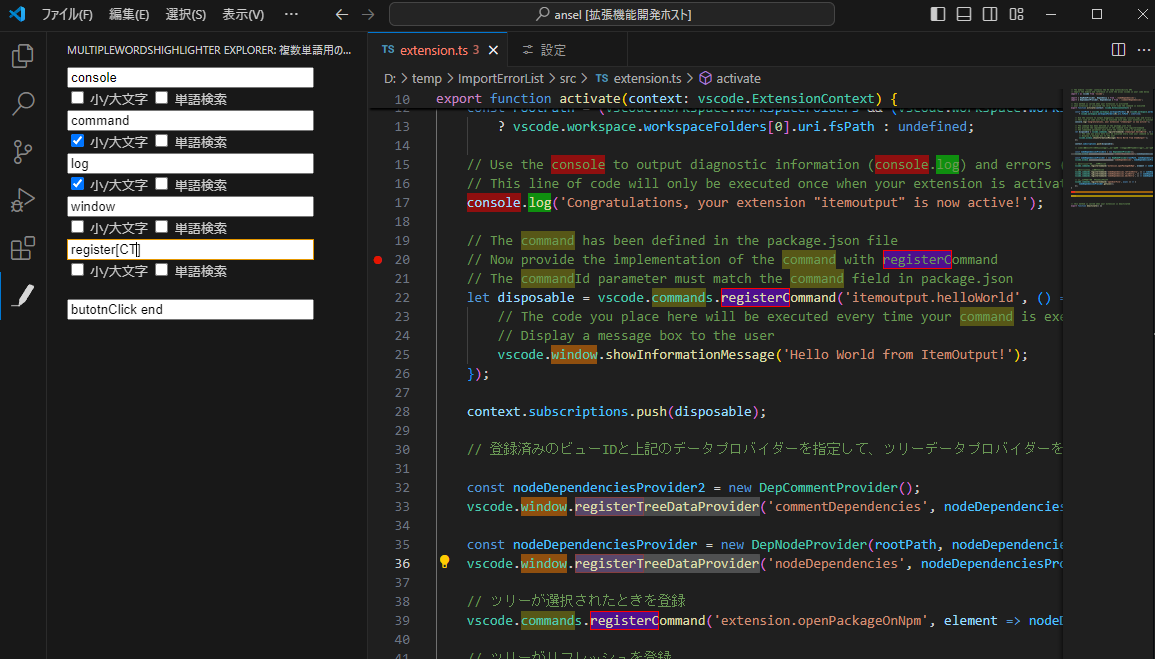 ファイル(F) 編集(E) 選択(S) 表示(V) ··· ansel [拡張機能開発ホスト]
MULTIPLEWORDSHIGHLIGHTER EXPLORER: 複数単語用の...
console
小/大文字 単語検索
command
小/大文字 単語検索
log
小/大文字 単語検索
window
小/大文字 単語検索
register[CT]
小/大文字 単語検索
butotnClick end
TS extension.ts 3 設定
D: > temp > ImportErrorList > src > TS extension.ts > activate
10 export function activate(context: vscode.ExtensionContext) {
13 ? vscode.workspace.workspaceFolders[0].uri.fsPath : undefined;
14
15 // Use the console to output diagnostic information (console.log) and errors (
16 // This line of code will only be executed once when your extension is activat
17 console.log('Congratulations, your extension "itemoutput" is now active!');
18
19 // The command has been defined in the package.json file
20 // Now provide the implementation of the command with registerCommand
21 // The commandId parameter must match the command field in package.json
22 let disposable = vscode.commands.registerCommand('itemoutput.helloWorld', () =
23 // The code you place here will be executed every time your command is exe
24 // Display a message box to the user
25 vscode.window.showInformationMessage('Hello World from ItemOutput!');
26 });
27
28 context.subscriptions.push(disposable);
29
30 // 登録済みのビューIDと上記のデータプロバイダーを指定して、ツリーデータプロバイダーを
31
32 const nodeDependenciesProvider2 = new DepCommentProvider();
33 vscode.window.registerTreeDataProvider('commentDependencies', nodeDependencies
34
35 const nodeDependenciesProvider = new DepNodeProvider(rootPath, nodeDependencie
36 vscode.window.registerTreeDataProvider('nodeDependencies', nodeDependenciesPro
37
38 // ツリーが選択されたときを登録
39 vscode.commands.registerCommand('extension.openPackageOnNpm', element => nodeD
40
41 // ツリーがリフレッシュを登録